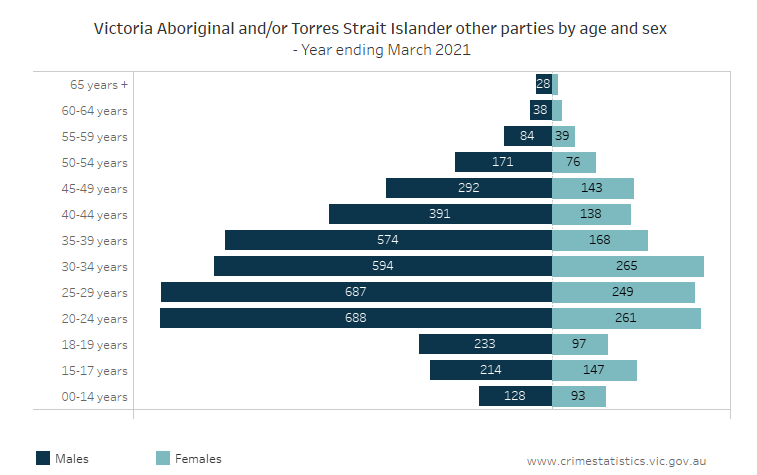 Victoria Aboriginal and/or Torres Strait Islander other parties by age and sex
- Year ending March 2021
65 years + 28
60-64 years 38
55-59 years 84 39
50-54 years 171 76
45-49 years 292 143
40-44 years 391 138
35-39 years 574 168
30-34 years 594 265
25-29 years 687 249
20-24 years 688 261
18-19 years 233 97
15-17 years 214 147
00-14 years 128 93
Males Females www.crimestatistics.vic.gov.au